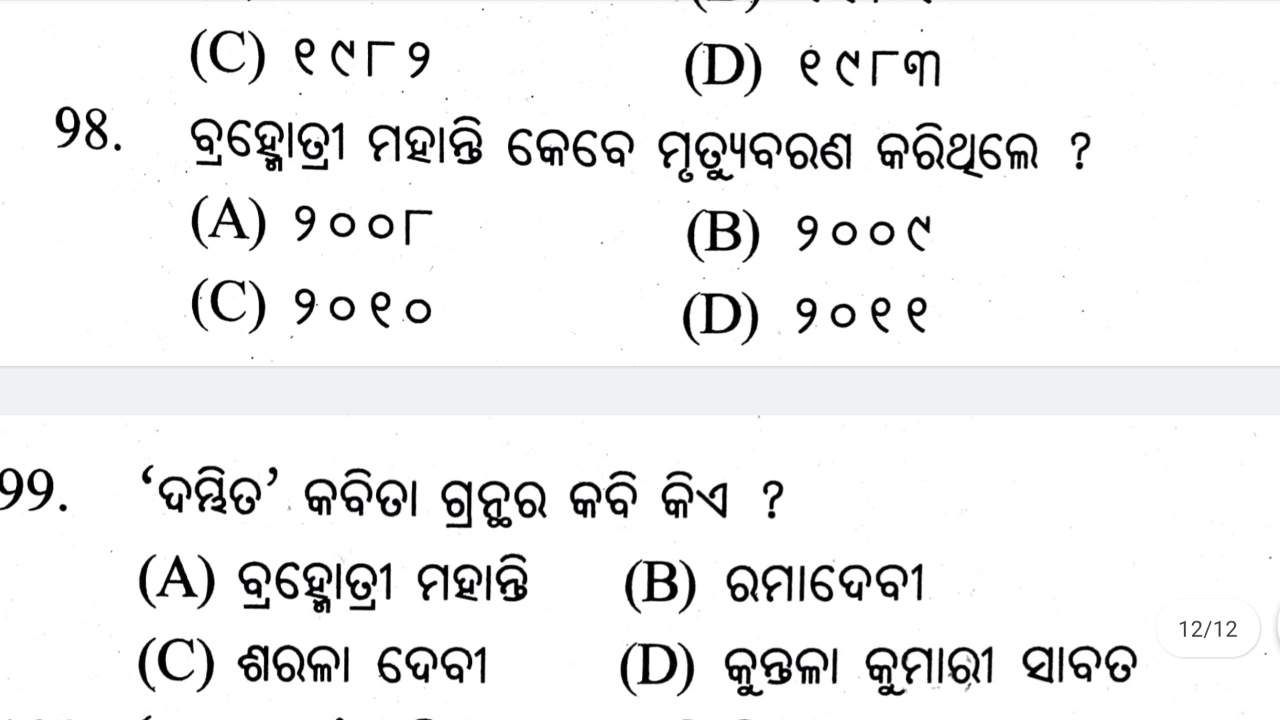 (C) ୧୯୮୨ (D) ୧୯୮୩
98. ବ୍ରହ୍ମୋତ୍ରୀ ମହାନ୍ତି କେବେ ମୃତ୍ୟୁବରଣ କରିଥିଲେ ?
(A) ୨୦୦୮ (B) ୨୦୦୯
(C) ୨୦୧୦ (D) ୨୦୧୧
99. ‘ଦମ୍ଭିତ’ କବିତା ଗ୍ରନ୍ଥର କବି କିଏ ?
(A) ବ୍ରହ୍ମୋତ୍ରୀ ମହାନ୍ତି (B) ରମାଦେବୀ
12/12
(C) ଶରଳା ଦେବୀ (D) କୁନ୍ତଳା କୁମାରୀ ସାବତ